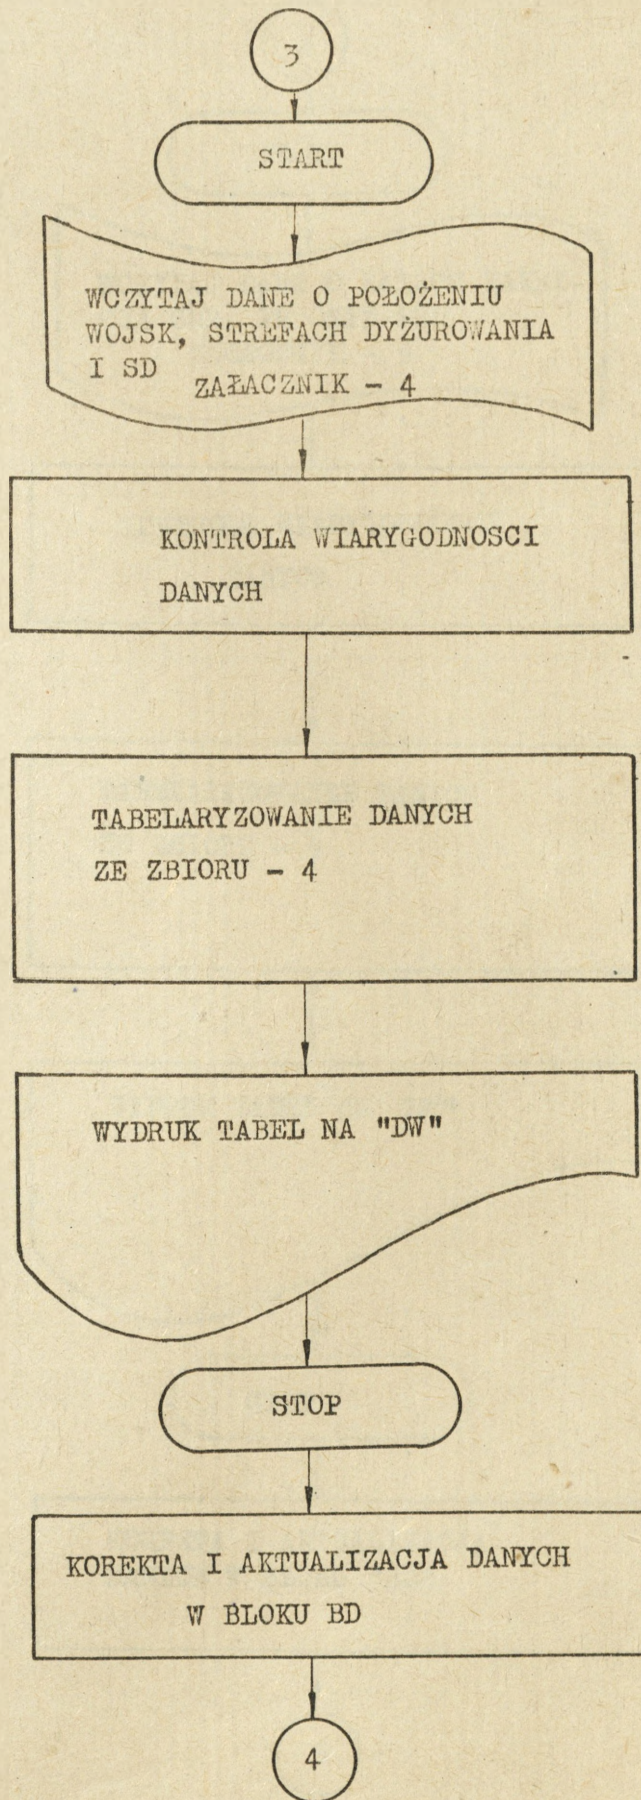 3
START
WCZYTAJ DANE O POŁOŻENIU
WOJSK, STREFACH DYŻUROWANIA
I SD
ZAŁACZNIK - 4
KONTROLA WIARYGODNOSCI
DANYCH
TABELARYZOWANIE DANYCH
ZE ZBIORU - 4
WYDRUK TABEL NA "DW"
STOP
KOREKTA I AKTUALIZACJA DANYCH
W BLOKU BD
4